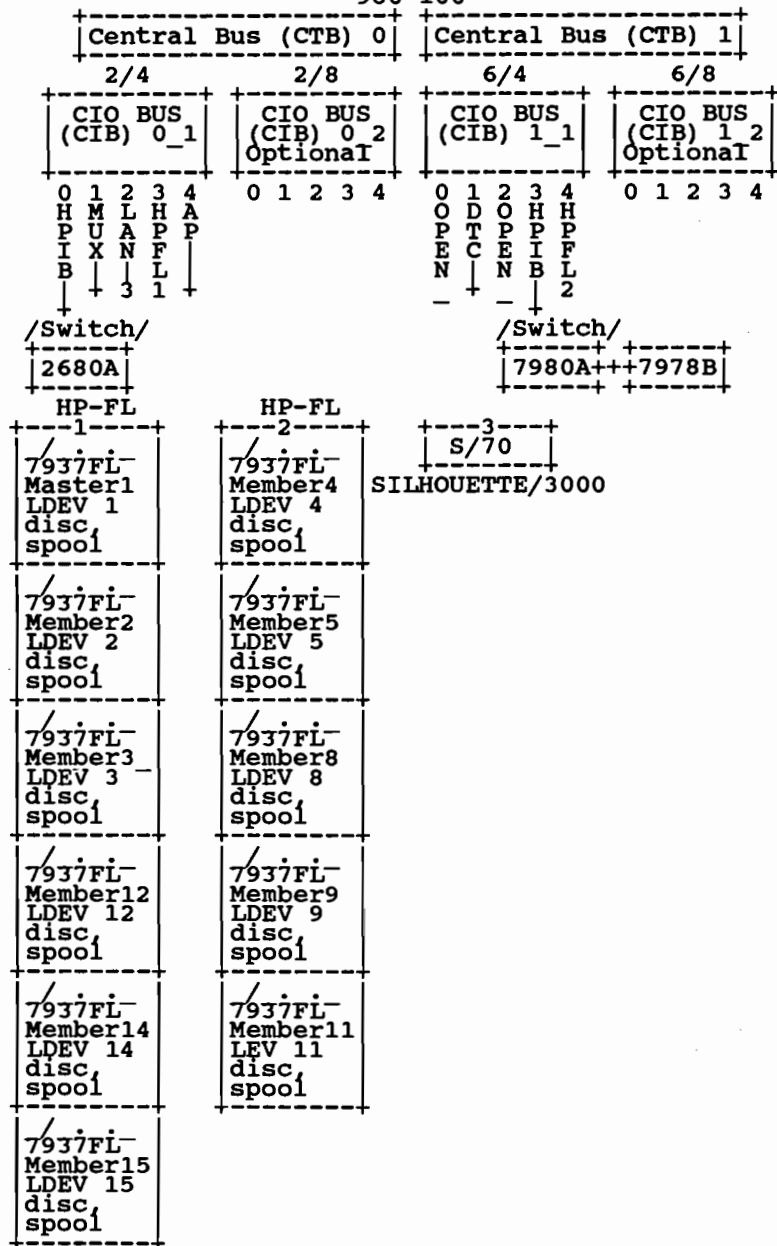 Central Bus (CTB) 0 Central Bus (CTB) 1
2/4 2/8 6/4 6/8
CIO BUS CIO BUS CIO BUS CIO BUS
(CIB) 0_1 (CIB) 0_2 (CIB) 1_1 (CIB) 1_2
Optional Optional
0 1 2 3 4 0 1 2 3 4 0 1 2 3 4 0 1 2 3 4
HPIB MUX LAN HPFL AP OPEN DTC OPEN HPIB HPFL
3 1 2
/Switch/ /Switch/
2680A 7980A+++7978B
HP-FL HP-FL
1 2 3
S/70
SILHOUETTE/3000
7937FL 7937FL
Master1 Member4
LDEV 1 LDEV 4
disc, disc,
spool spool
7937FL 7937FL
Member2 Member5
LDEV 2 LDEV 5
disc, disc,
spool spool
7937FL 7937FL
Member3 Member8
LDEV 3 LDEV 8
disc, disc,
spool spool
7937FL 7937FL
Member12 Member9
LDEV 12 LDEV 9
disc, disc,
spool spool
7937FL 7937FL
Member14 Member11
LDEV 14 LEV 11
disc, disc,
spool spool
7937FL
Member15
LDEV 15
disc,
spool